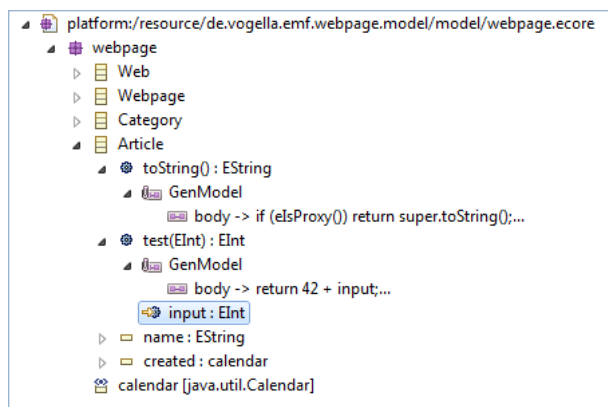 platform:/resource/de.vogella.emf.webpage.model/model/webpage.ecore
webpage
Web
Webpage
Category
Article
toString() : EString
GenModel
body -> if (eIsProxy()) return super.toString();...
test(EInt) : EInt
GenModel
body -> return 42 + input;...
input : EInt
name : EString
created : calendar
calendar [java.util.Calendar]